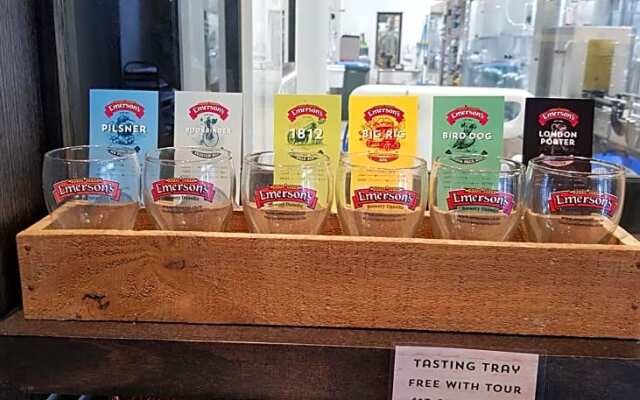 Emerson's
PILSNER
Emerson's
BOOKBINDER
Emerson's
1812
Emerson's
BIG RIG
Emerson's
BIRD DOG
Emerson's
LONDON
PORTER
Emerson's
Emerson's
Emerson's
Emerson's
Emerson's
Emerson's
TASTING TRAY
FREE WITH TOUR